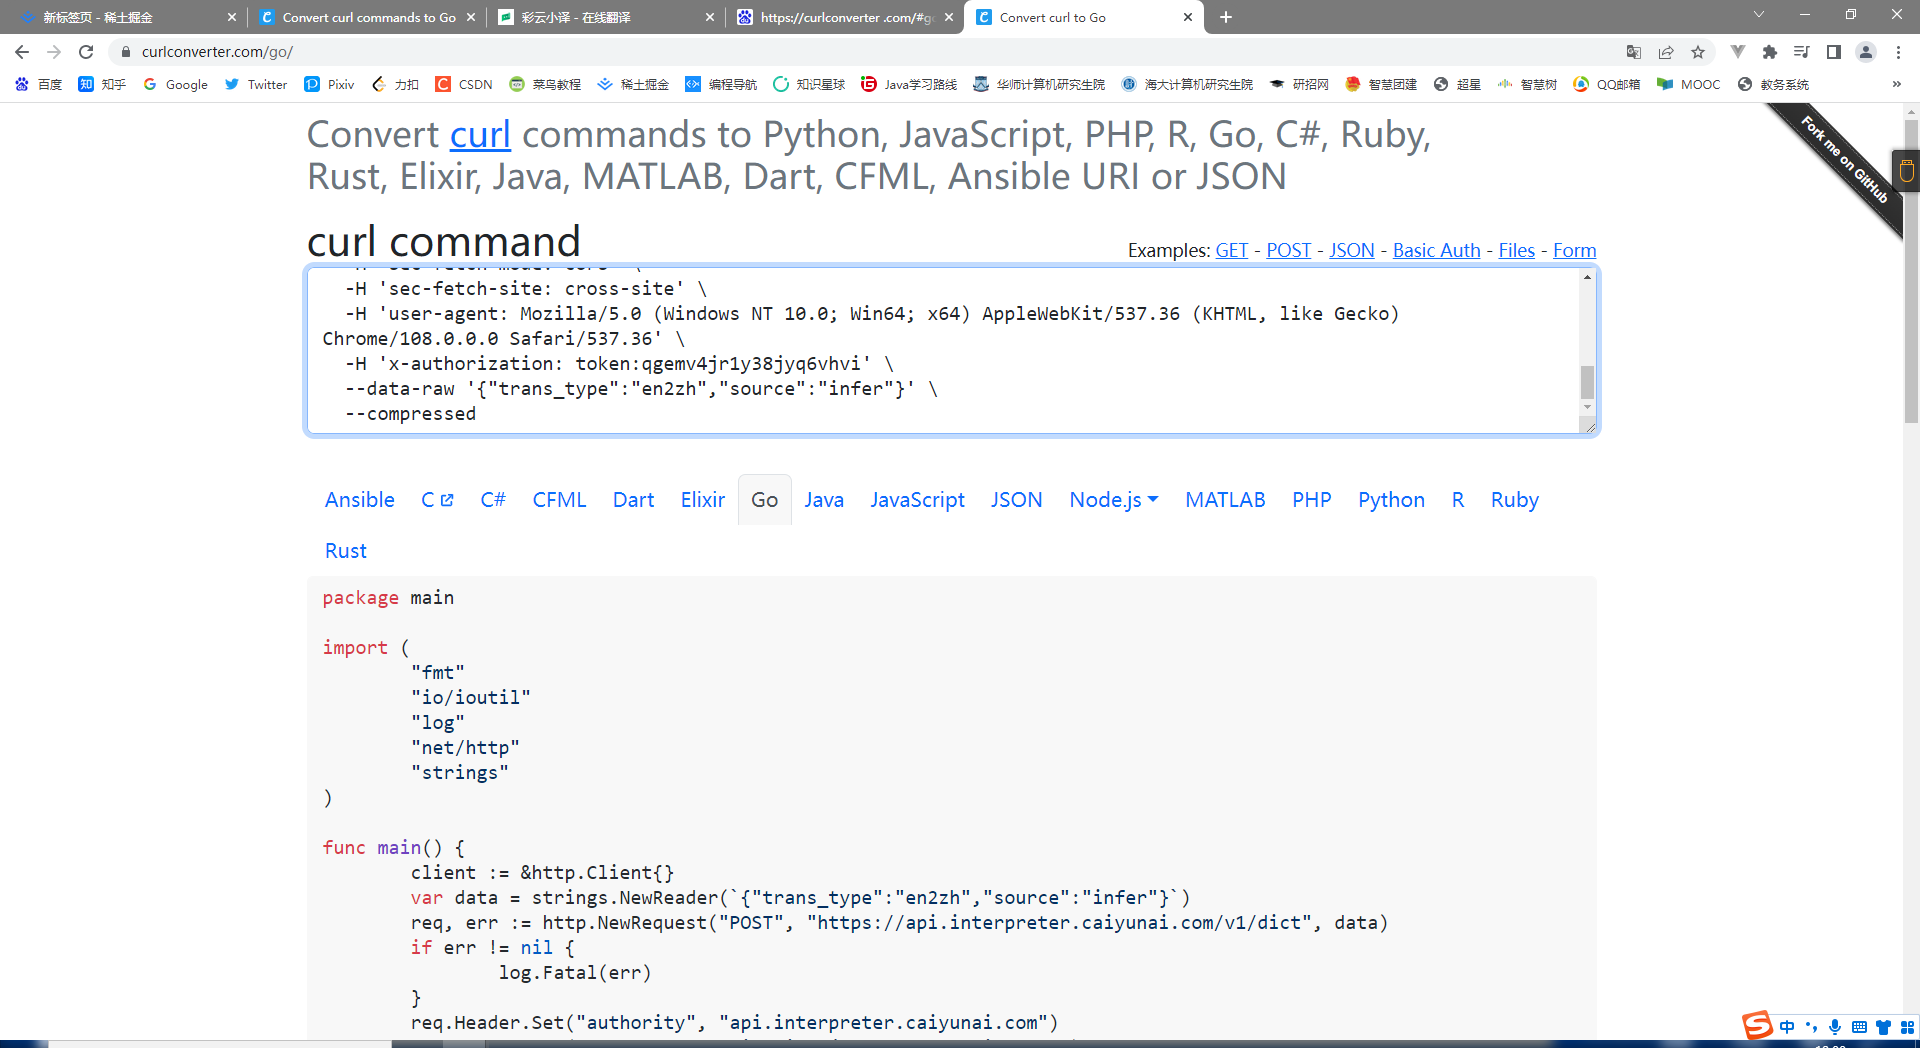 新标签页 - 稀土掘金
Convert curl commands to Go
彩云小译 - 在线翻译
https://curlconverter .com/#go
Convert curl to Go
curlconverter.com/go/
百度 知乎 Google Twitter Pixiv 力扣 CSDN 菜鸟教程 稀土掘金 编程导航 知识星球 Java学习路线 华师计算机研究生院 海大计算机研究生院 研招网 智慧团建 超星 智慧树 QQ邮箱 MOOC 教务系统 »
Fork me on GitHub
Convert curl commands to Python, JavaScript, PHP, R, Go, C#, Ruby,
Rust, Elixir, Java, MATLAB, Dart, CFML, Ansible URI or JSON
curl command
Examples: GET - POST - JSON - Basic Auth - Files - Form
-H 'sec-fetch-site: cross-site' \
-H 'user-agent: Mozilla/5.0 (Windows NT 10.0; Win64; x64) AppleWebKit/537.36 (KHTML, like Gecko)
Chrome/108.0.0.0 Safari/537.36' \
-H 'x-authorization: token:qgemv4jr1y38jyq6vhvi' \
--data-raw '{"trans_type":"en2zh","source":"infer"}' \
--compressed
Ansible C C# CFML Dart Elixir Go Java JavaScript JSON Node.js MATLAB PHP Python R Ruby
Rust
package main
import (
"fmt"
"io/ioutil"
"log"
"net/http"
"strings"
)
func main() {
client := &http.Client{}
var data = strings.NewReader(`{"trans_type":"en2zh","source":"infer"}`)
req, err := http.NewRequest("POST", "https://api.interpreter.caiyunai.com/v1/dict", data)
if err != nil {
log.Fatal(err)
}
req.Header.Set("authority", "api.interpreter.caiyunai.com")
中